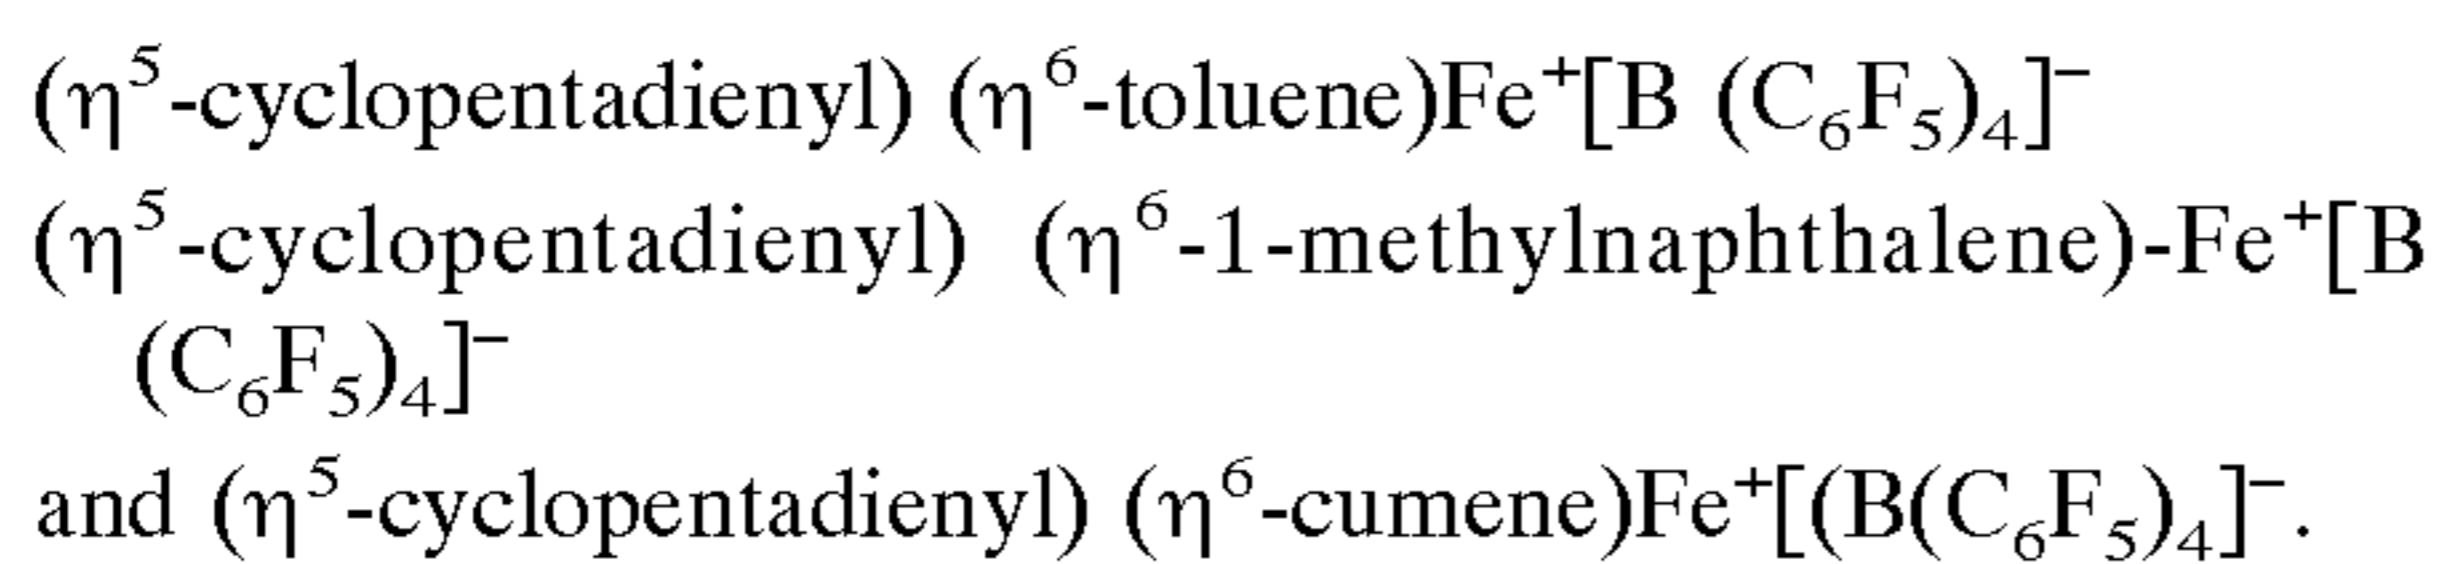 (η⁵-cyclopentadienyl) (η⁶-toluene)Fe⁺[B (C₆F₅)₄]⁻
(η⁵-cyclopentadienyl) (η⁶-1-methylnaphthalene)-Fe⁺[B
(C₆F₅)₄]⁻
and (η⁵-cyclopentadienyl) (η⁶-cumene)Fe⁺[(B(C₆F₅)₄]⁻.